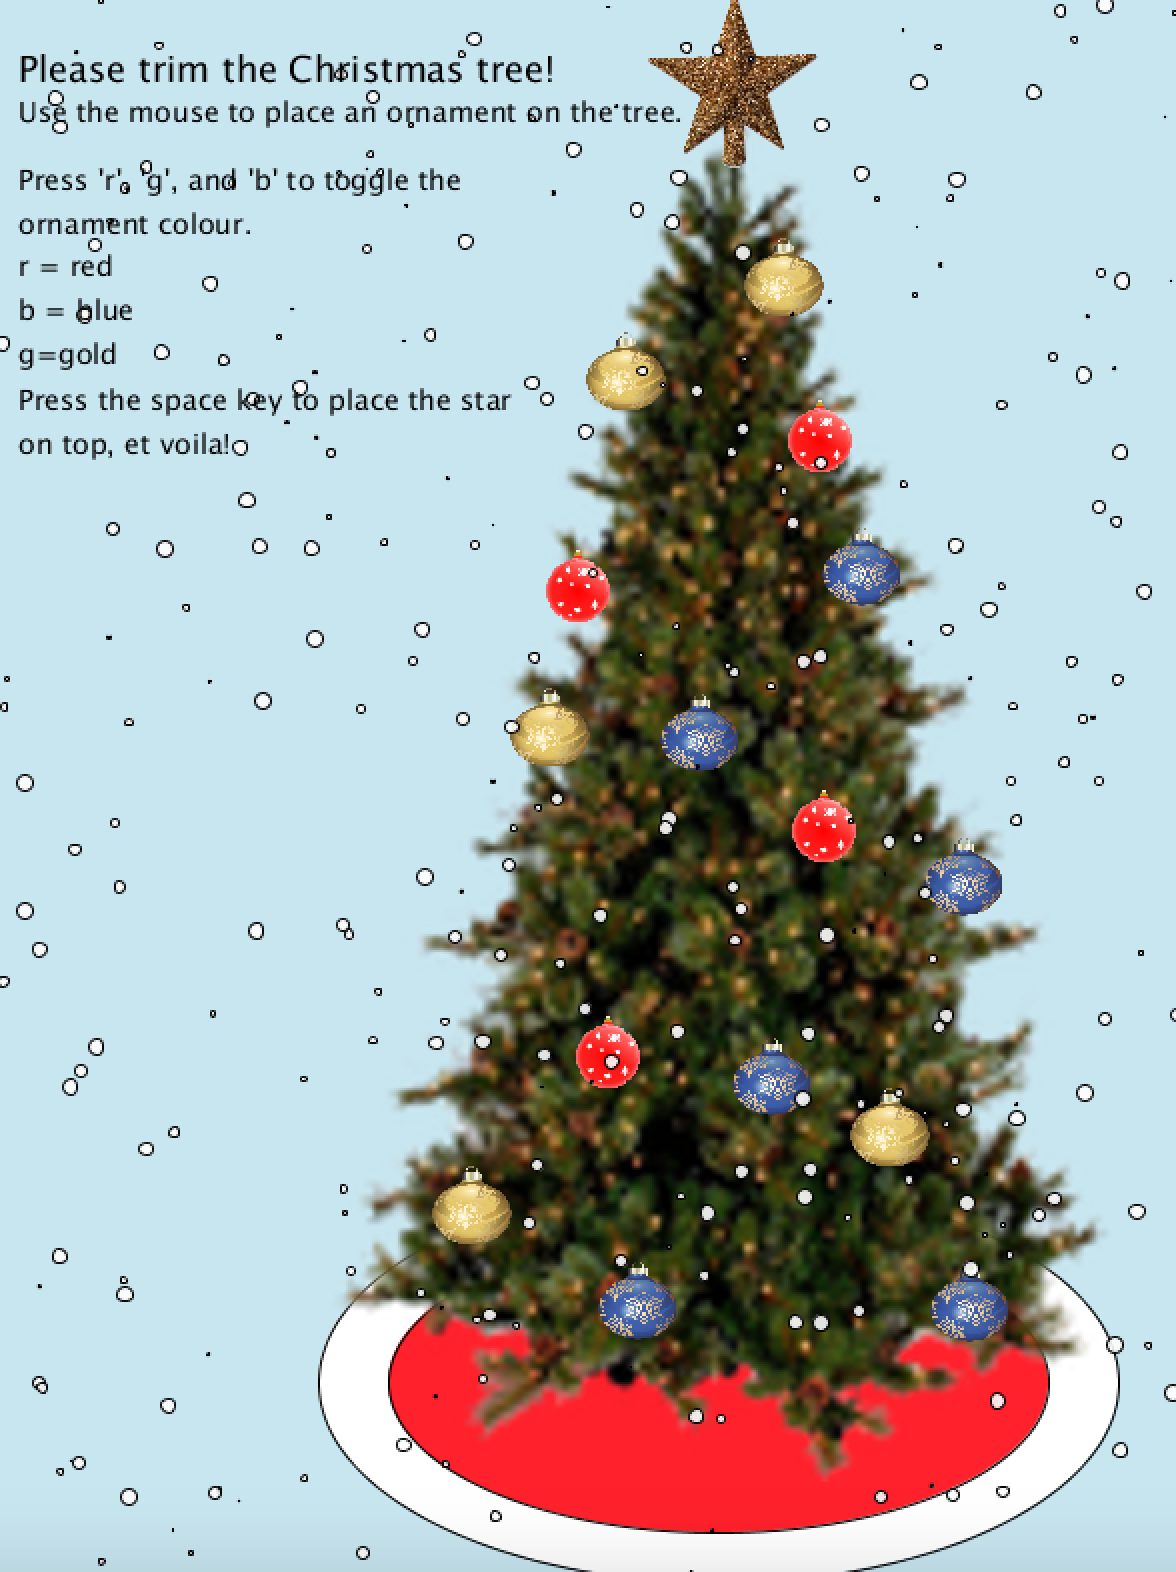 Please trim the Christmas tree!
Use the mouse to place an ornament on the tree.
Press 'r', 'g', and 'b' to toggle the
ornament colour.
r = red
b = blue
g=gold
Press the space key to place the star
on top, et voila!